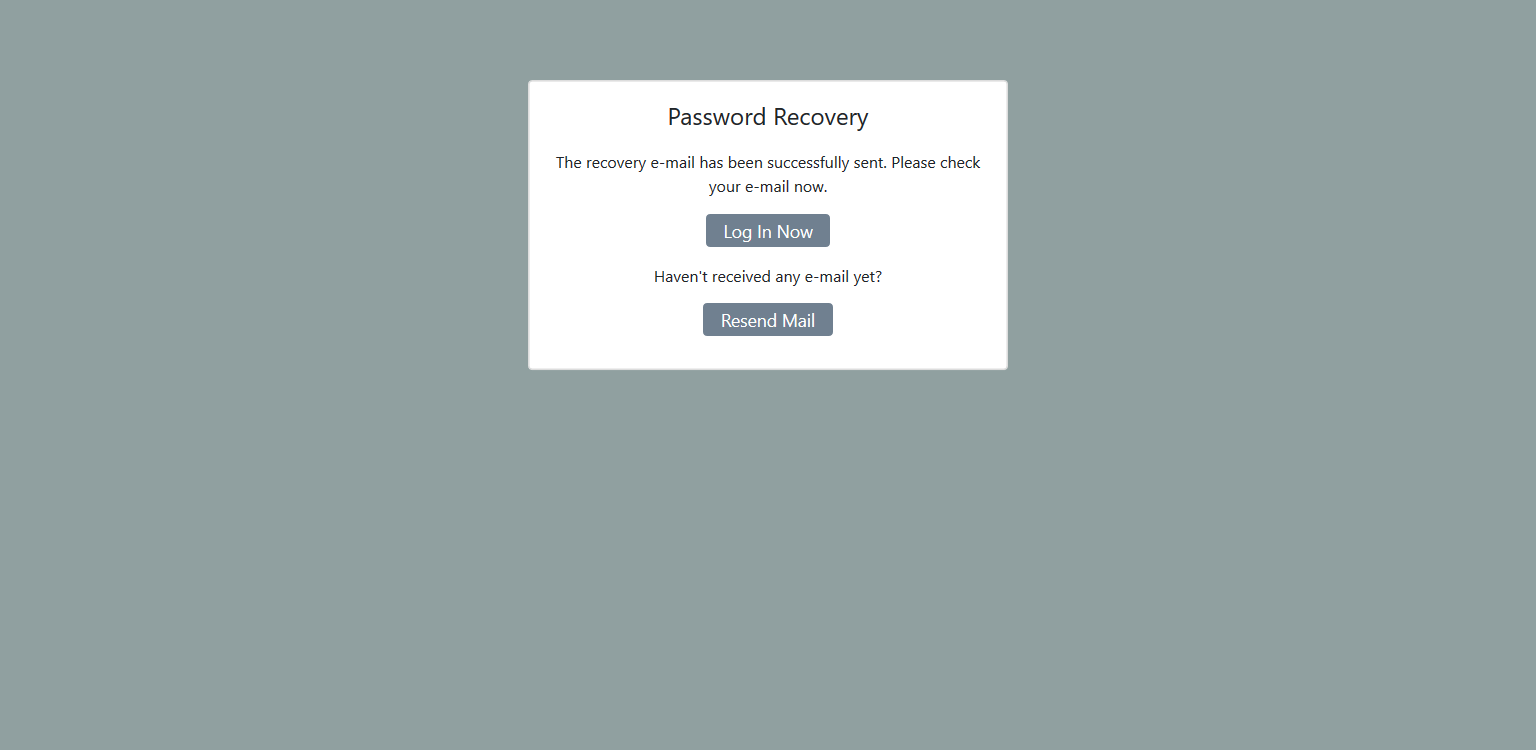 Password Recovery
The recovery e-mail has been successfully sent. Please check
your e-mail now.
Log In Now
Haven't received any e-mail yet?
Resend Mail